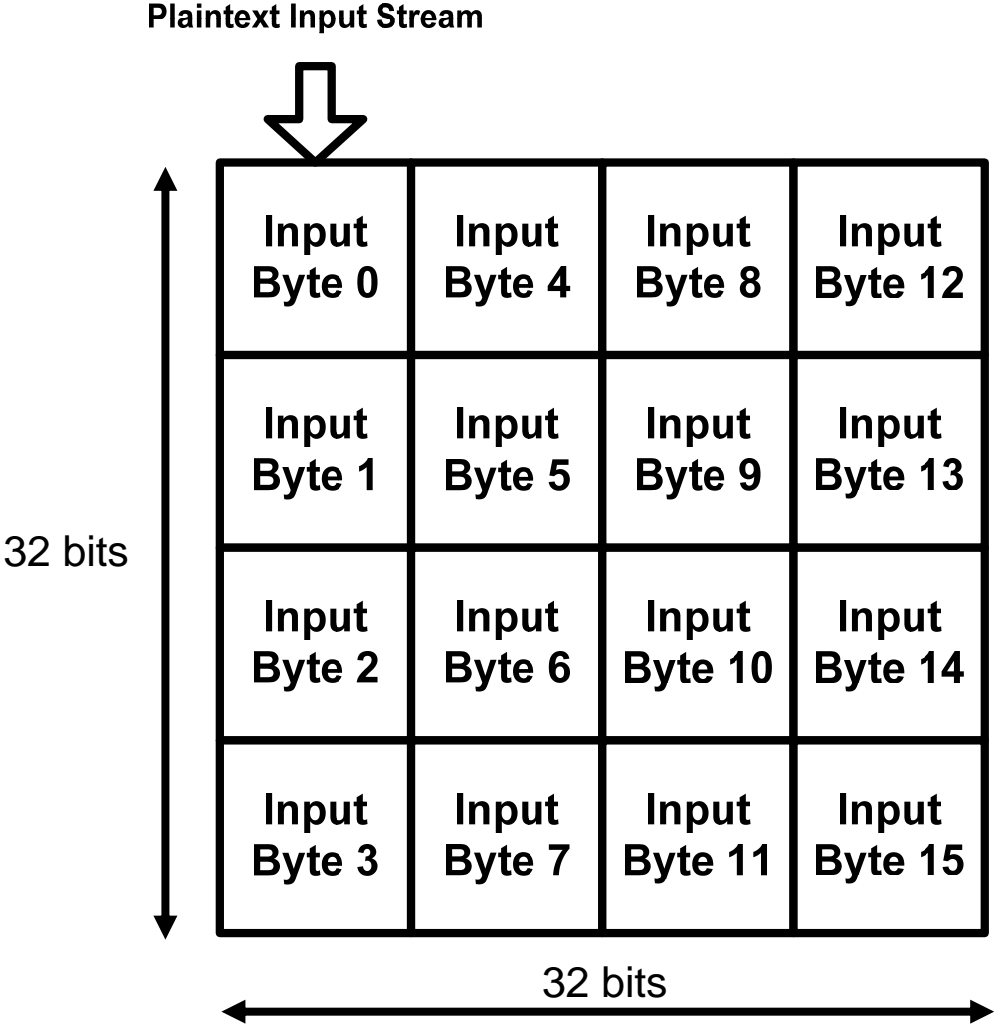 Plaintext Input Stream
Input
Byte 0
Input
Byte 4
Input
Byte 8
Input
Byte 12
Input
Byte 1
Input
Byte 5
Input
Byte 9
Input
Byte 13
32 bits
Input
Byte 2
Input
Byte 6
Input
Byte 10
Input
Byte 14
Input
Byte 3
Input
Byte 7
Input
Byte 11
Input
Byte 15
32 bits